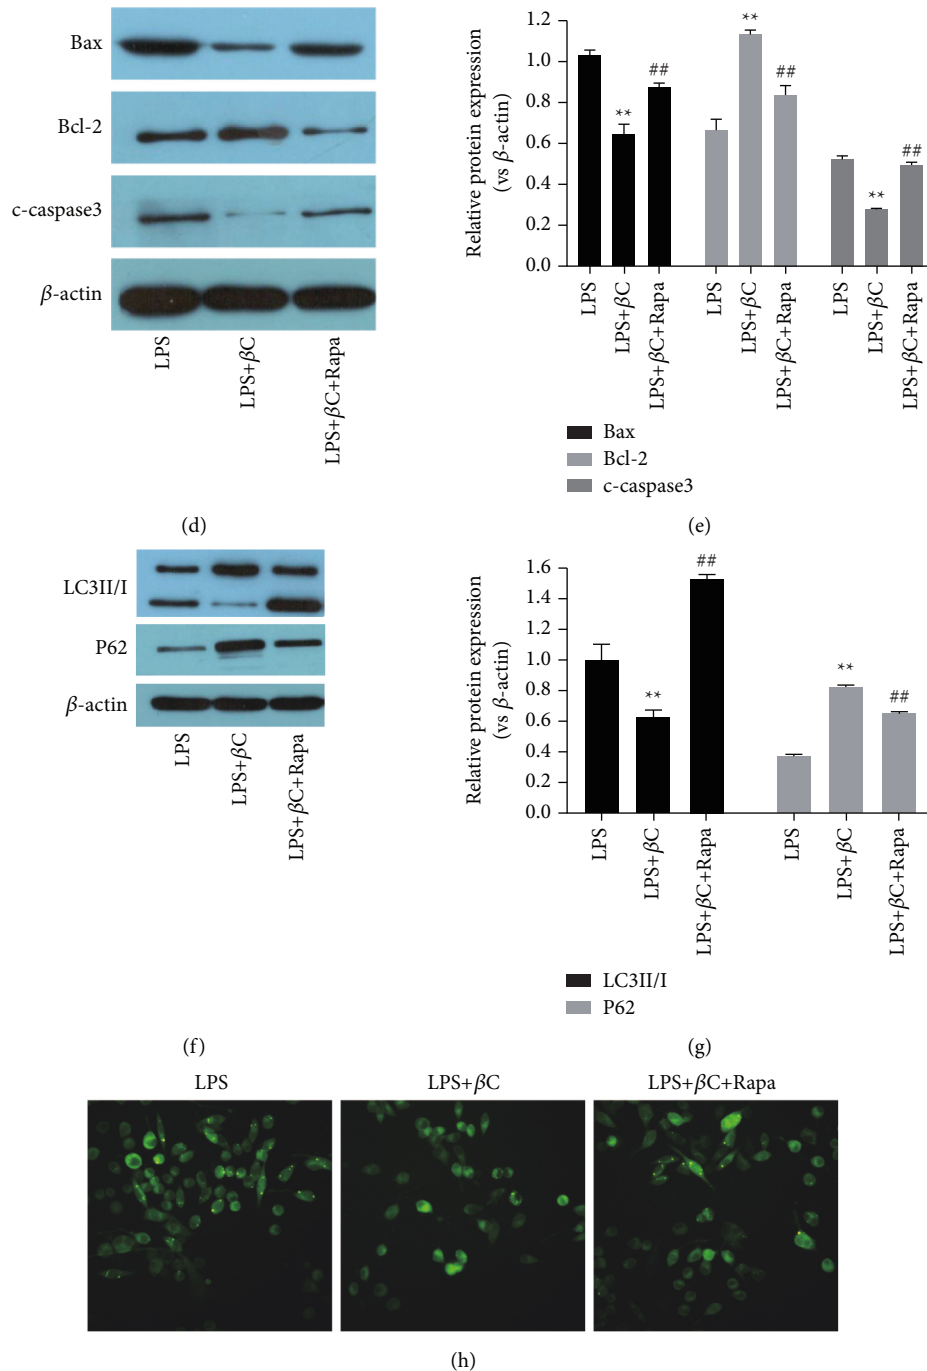 Bax
Bcl-2
c-caspase3
β-actin
LPS
LPS+βC
LPS+βC+Rapa
(d)
Relative protein expression
(vs β-actin)
1.2
1.0
0.8
0.6
0.4
0.2
0.0
**
##
**
##
**
##
LPS
LPS+βC
LPS+βC+Rapa
LPS
LPS+βC
LPS+βC+Rapa
LPS
LPS+βC
LPS+βC+Rapa
Bax
Bcl-2
c-caspase3
(e)
LC3II/I
P62
β-actin
LPS
LPS+βC
LPS+βC+Rapa
(f)
Relative protein expression
(vs β-actin)
1.6
1.4
1.2
1.0
0.8
0.6
0.4
0.2
0.0
**
##
**
##
LPS
LPS+βC
LPS+βC+Rapa
LPS
LPS+βC
LPS+βC+Rapa
LC3II/I
P62
(g)
LPS
LPS+βC
LPS+βC+Rapa
(h)